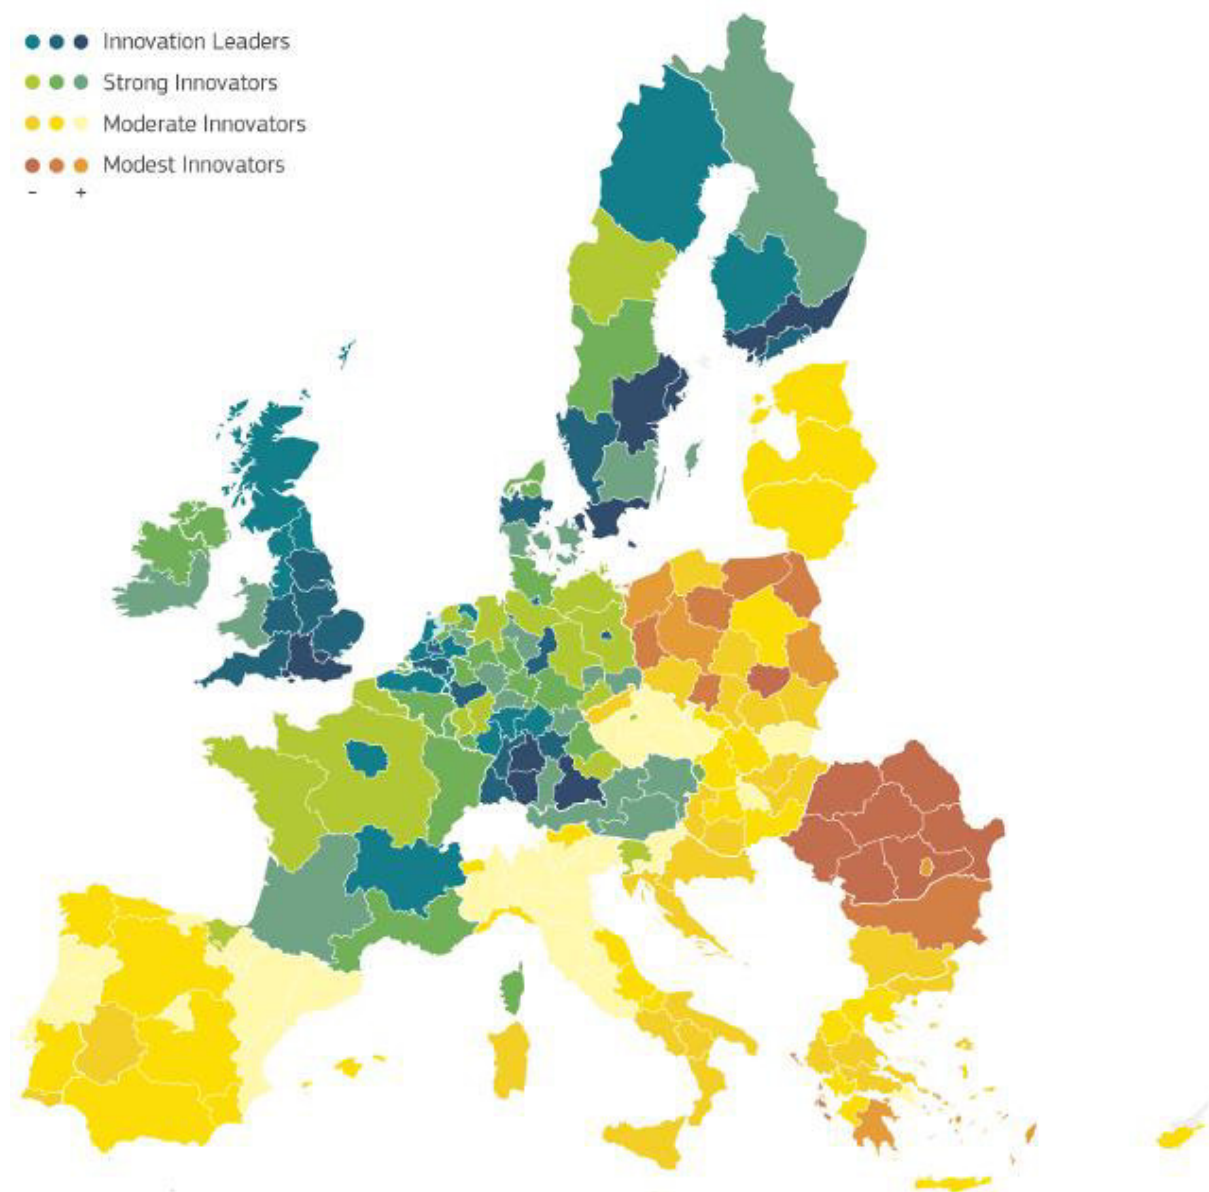 Innovation Leaders
Strong Innovators
Moderate Innovators
Modest Innovators
- +